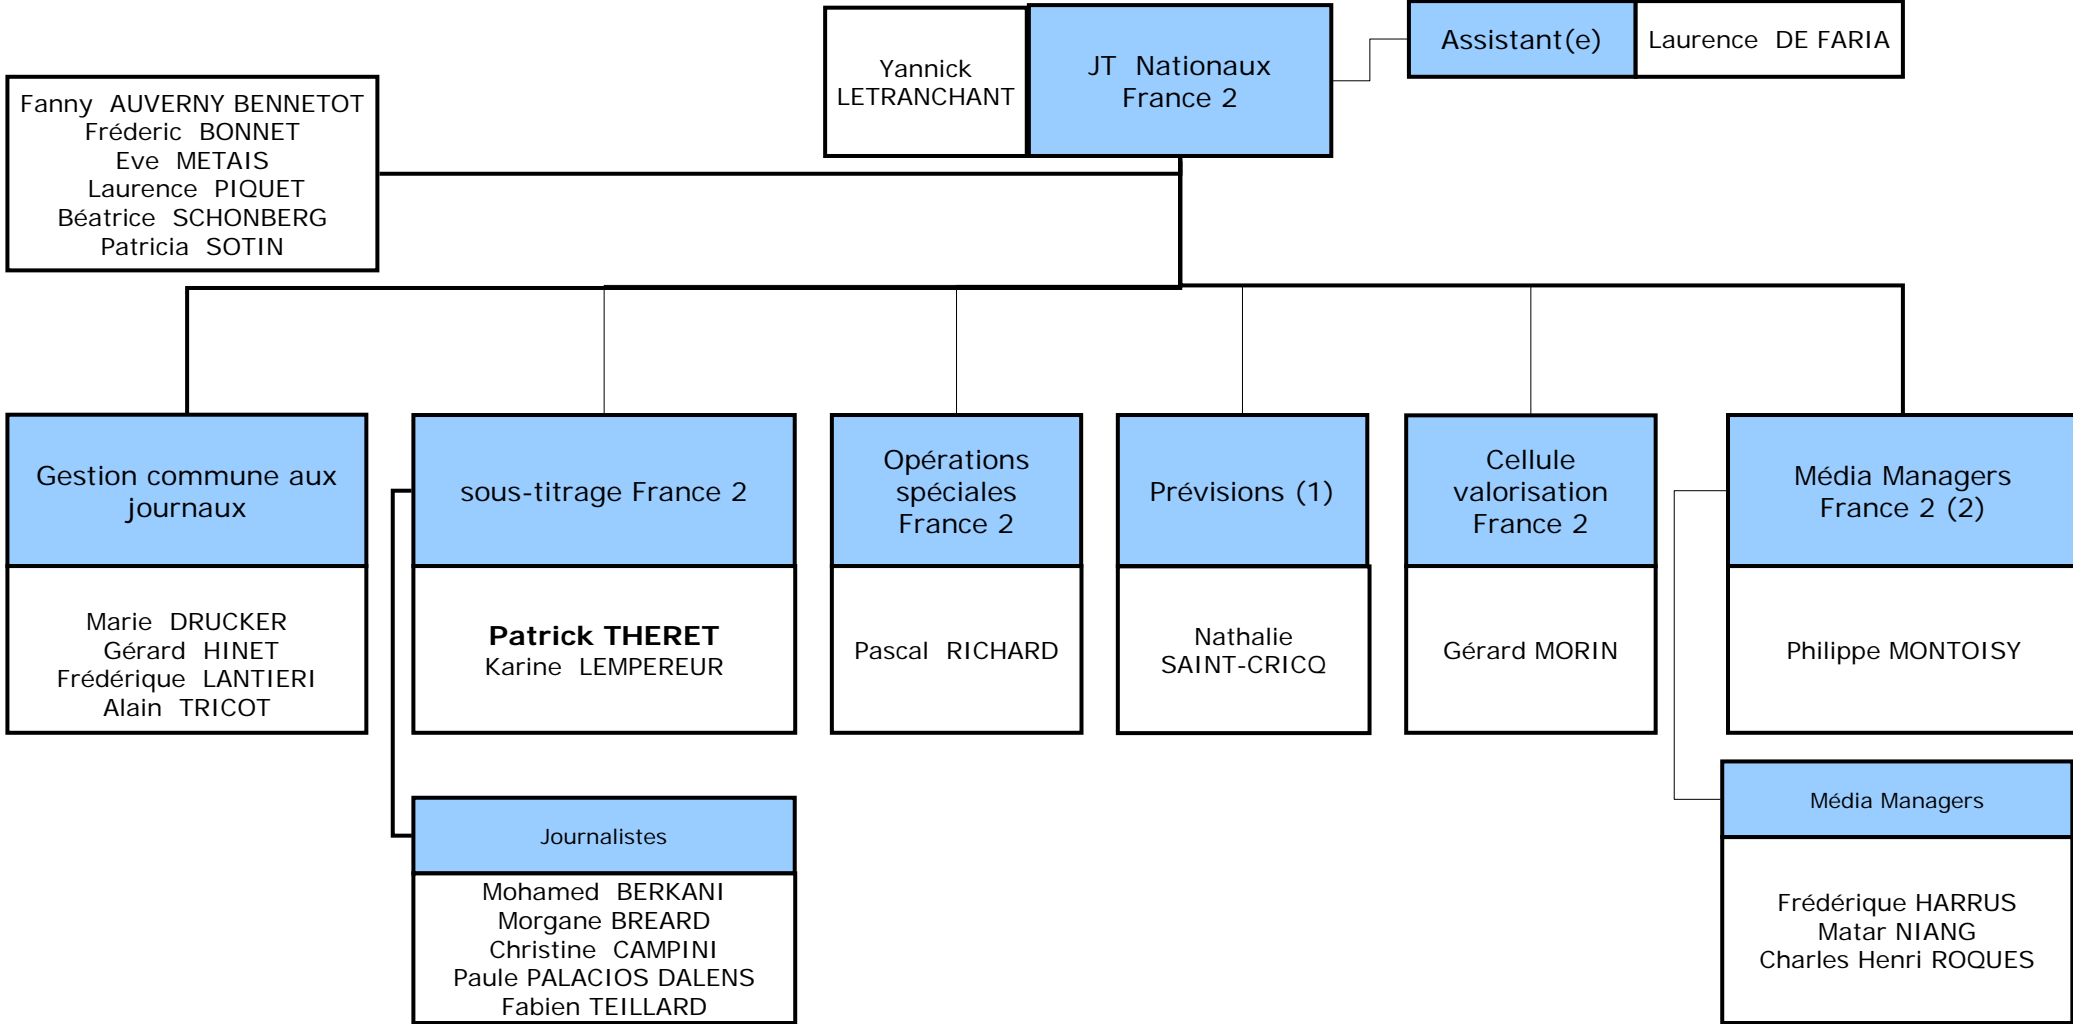 Yannick
LETRANCHANT
JT Nationaux
France 2
Assistant(e)
Laurence DE FARIA
Fanny AUVERNY BENNETOT
Fréderic BONNET
Eve METAIS
Laurence PIQUET
Béatrice SCHONBERG
Patricia SOTIN
Gestion commune aux
journaux
Marie DRUCKER
Gérard HINET
Frédérique LANTIERI
Alain TRICOT
sous-titrage France 2
Patrick THERET
Karine LEMPEREUR
Journalistes
Mohamed BERKANI
Morgane BREARD
Christine CAMPINI
Paule PALACIOS DALENS
Fabien TEILLARD
Opérations
spéciales
France 2
Pascal RICHARD
Prévisions (1)
Nathalie
SAINT-CRICQ
Cellule
valorisation
France 2
Gérard MORIN
Média Managers
France 2 (2)
Philippe MONTOISY
Média Managers
Frédérique HARRUS
Matar NIANG
Charles Henri ROQUES